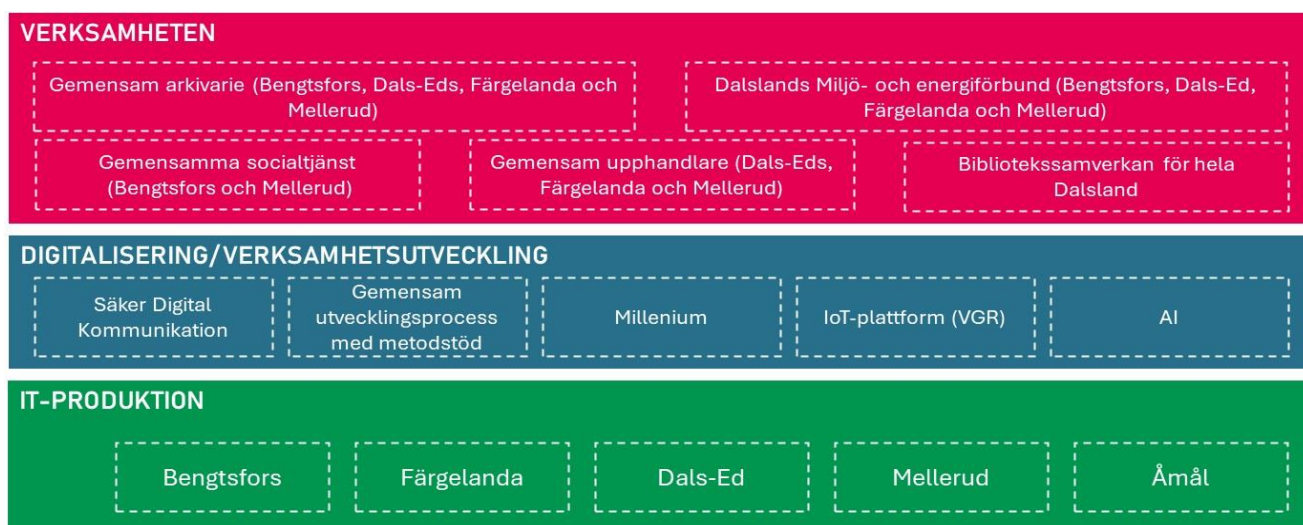 VERKSAMHETEN
Gemensam arkivarie (Bengtsfors, Dals-Eds, Färgelanda och
Mellerud)
Dalslands Miljö- och energiförbund (Bengtsfors, Dals-Ed,
Färgelanda och Mellerud)
Gemensamma socialtjänst
(Bengtsfors och Mellerud)
Gemensam upphandlare (Dals-Eds,
Färgelanda och Mellerud)
Bibliotekssamverkan för hela
Dalsland
DIGITALISERING/VERKSAMHETSUTVECKLING
Säker Digital
Kommunikation
Gemensam
utvecklingsprocess
med metodstöd
Millenium
IoT-plattform (VGR)
AI
IT-PRODUKTION
Bengtsfors
Färgelanda
Dals-Ed
Mellerud
Åmål